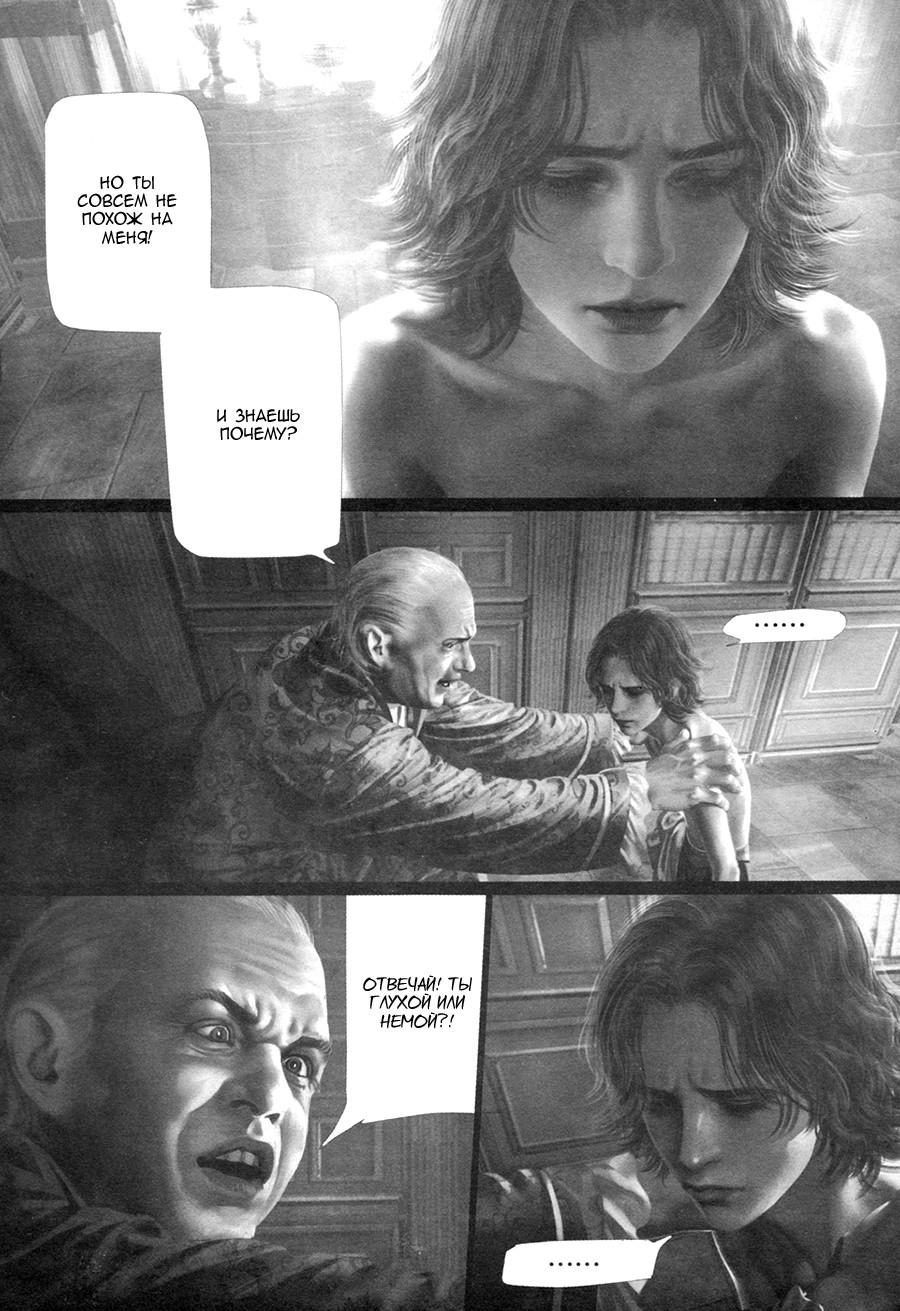 НО ТЫ
СОВСЕМ НЕ
ПОХОЖ НА
МЕНЯ!
И ЗНАЕШЬ
ПОЧЕМУ?
......
ОТВЕЧАЙ! ТЫ
ГЛУХОЙ ИЛИ
НЕМОЙ?!
......